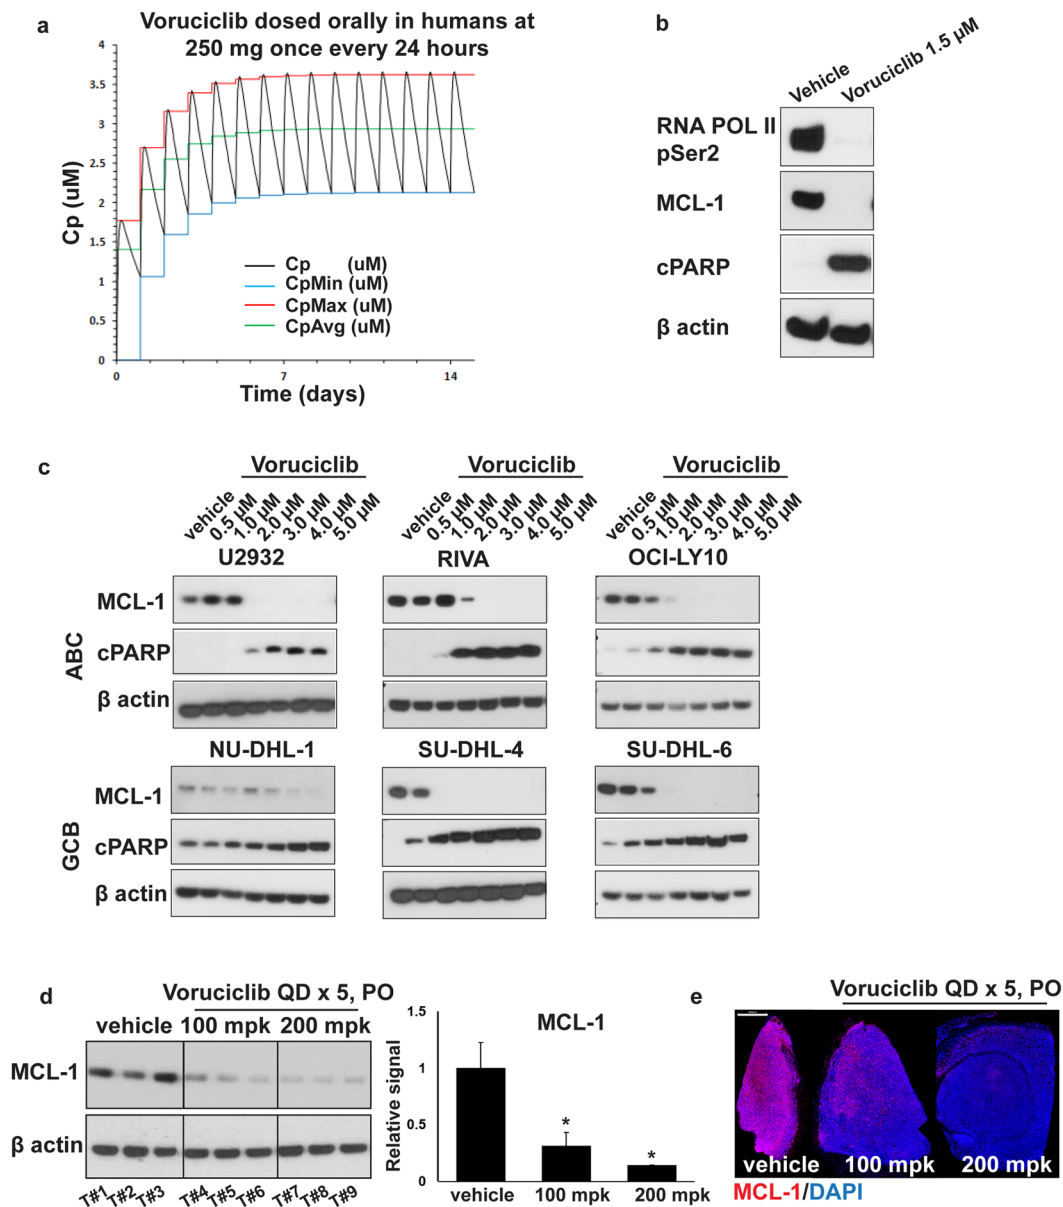 a
Voruciclib dosed orally in humans at
250 mg once every 24 hours
4
3.5
3
2.5
2
1.5
1
0.5
0
Cp (uM)
Cp (uM)
CpMin (uM)
CpMax (uM)
CpAvg (uM)
0 7 14
Time (days)
b
Vehicle
Voruciclib 1.5 µM
RNA POL II
pSer2
MCL-1
cPARP
β actin
c
Voruciclib Voruciclib Voruciclib
vehicle 0.5 µM 1.0 µM 2.0 µM 3.0 µM 4.0 µM 5.0 µM
vehicle 0.5 µM 1.0 µM 2.0 µM 3.0 µM 4.0 µM 5.0 µM
vehicle 0.5 µM 1.0 µM 2.0 µM 3.0 µM 4.0 µM 5.0 µM
U2932 RIVA OCI-LY10
ABC
MCL-1
cPARP
β actin
NU-DHL-1 SU-DHL-4 SU-DHL-6
GCB
MCL-1
cPARP
β actin
d
Voruciclib QD x 5, PO
vehicle 100 mpk 200 mpk
MCL-1
β actin
T#1 T#2 T#3 T#4 T#5 T#6 T#7 T#8 T#9
MCL-1
Relative signal
1.5
1
0.5
0
* *
vehicle 100 mpk 200 mpk
e
Voruciclib QD x 5, PO
vehicle 100 mpk 200 mpk
MCL-1/DAPI